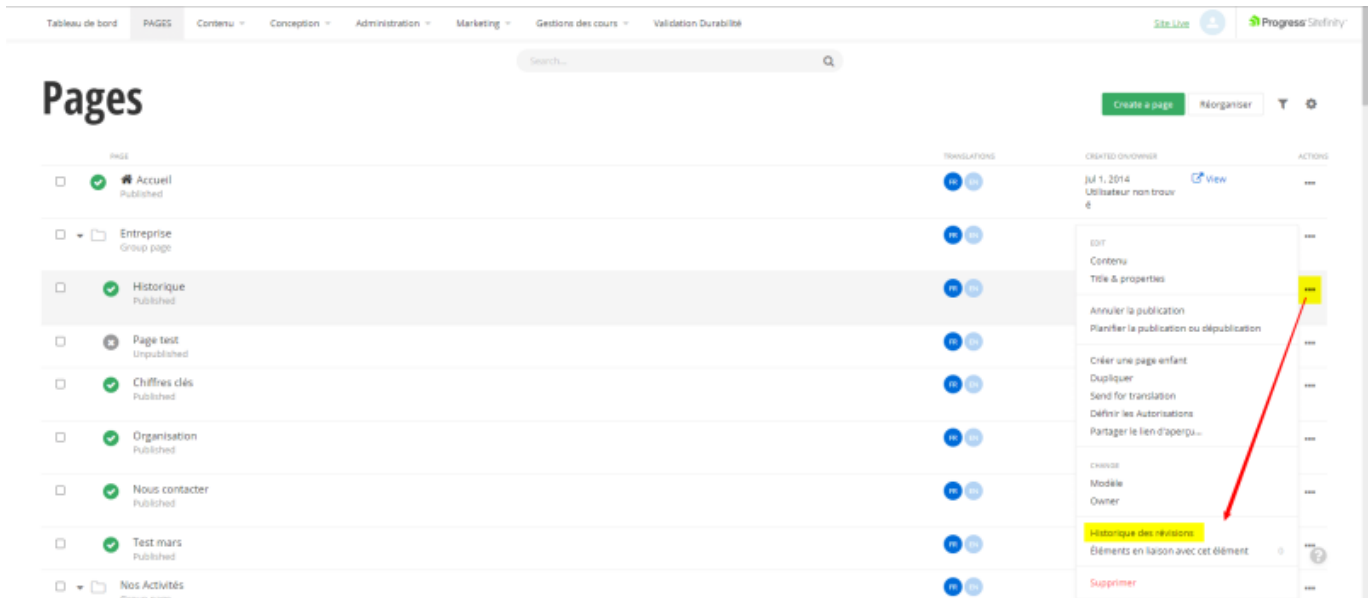 Tableau de bord PAGES Contenu Conception Administration Marketing Gestions des cours Validation Durabilité Site Live Progress Sitefinity
Search...
Pages
Create a page Réorganiser
PAGE TRANSLATIONS CREATED ON/OWNER ACTIONS
Accueil FR EN Jul 1, 2014 View
Published Utilisateur non trouv
é
Entreprise FR EN
Group page
EDIT
Contenu
Historique FR EN
Title & properties
Published
Annuler la publication
Planifier la publication ou dépublication
Page test FR EN
Unpublished
Créer une page enfant
Chiffres clés FR EN
Dupliquer
Published
Send for translation
Définir les Autorisations
Partager le lien d'aperçu...
Organisation FR EN
Published
CHANGE
Modèle
Nous contacter FR EN
Owner
Published
Historique des révisions
Test mars FR EN
Éléments en liaison avec cet élément 0
Published
Supprimer
Nos Activités FR EN
Group page